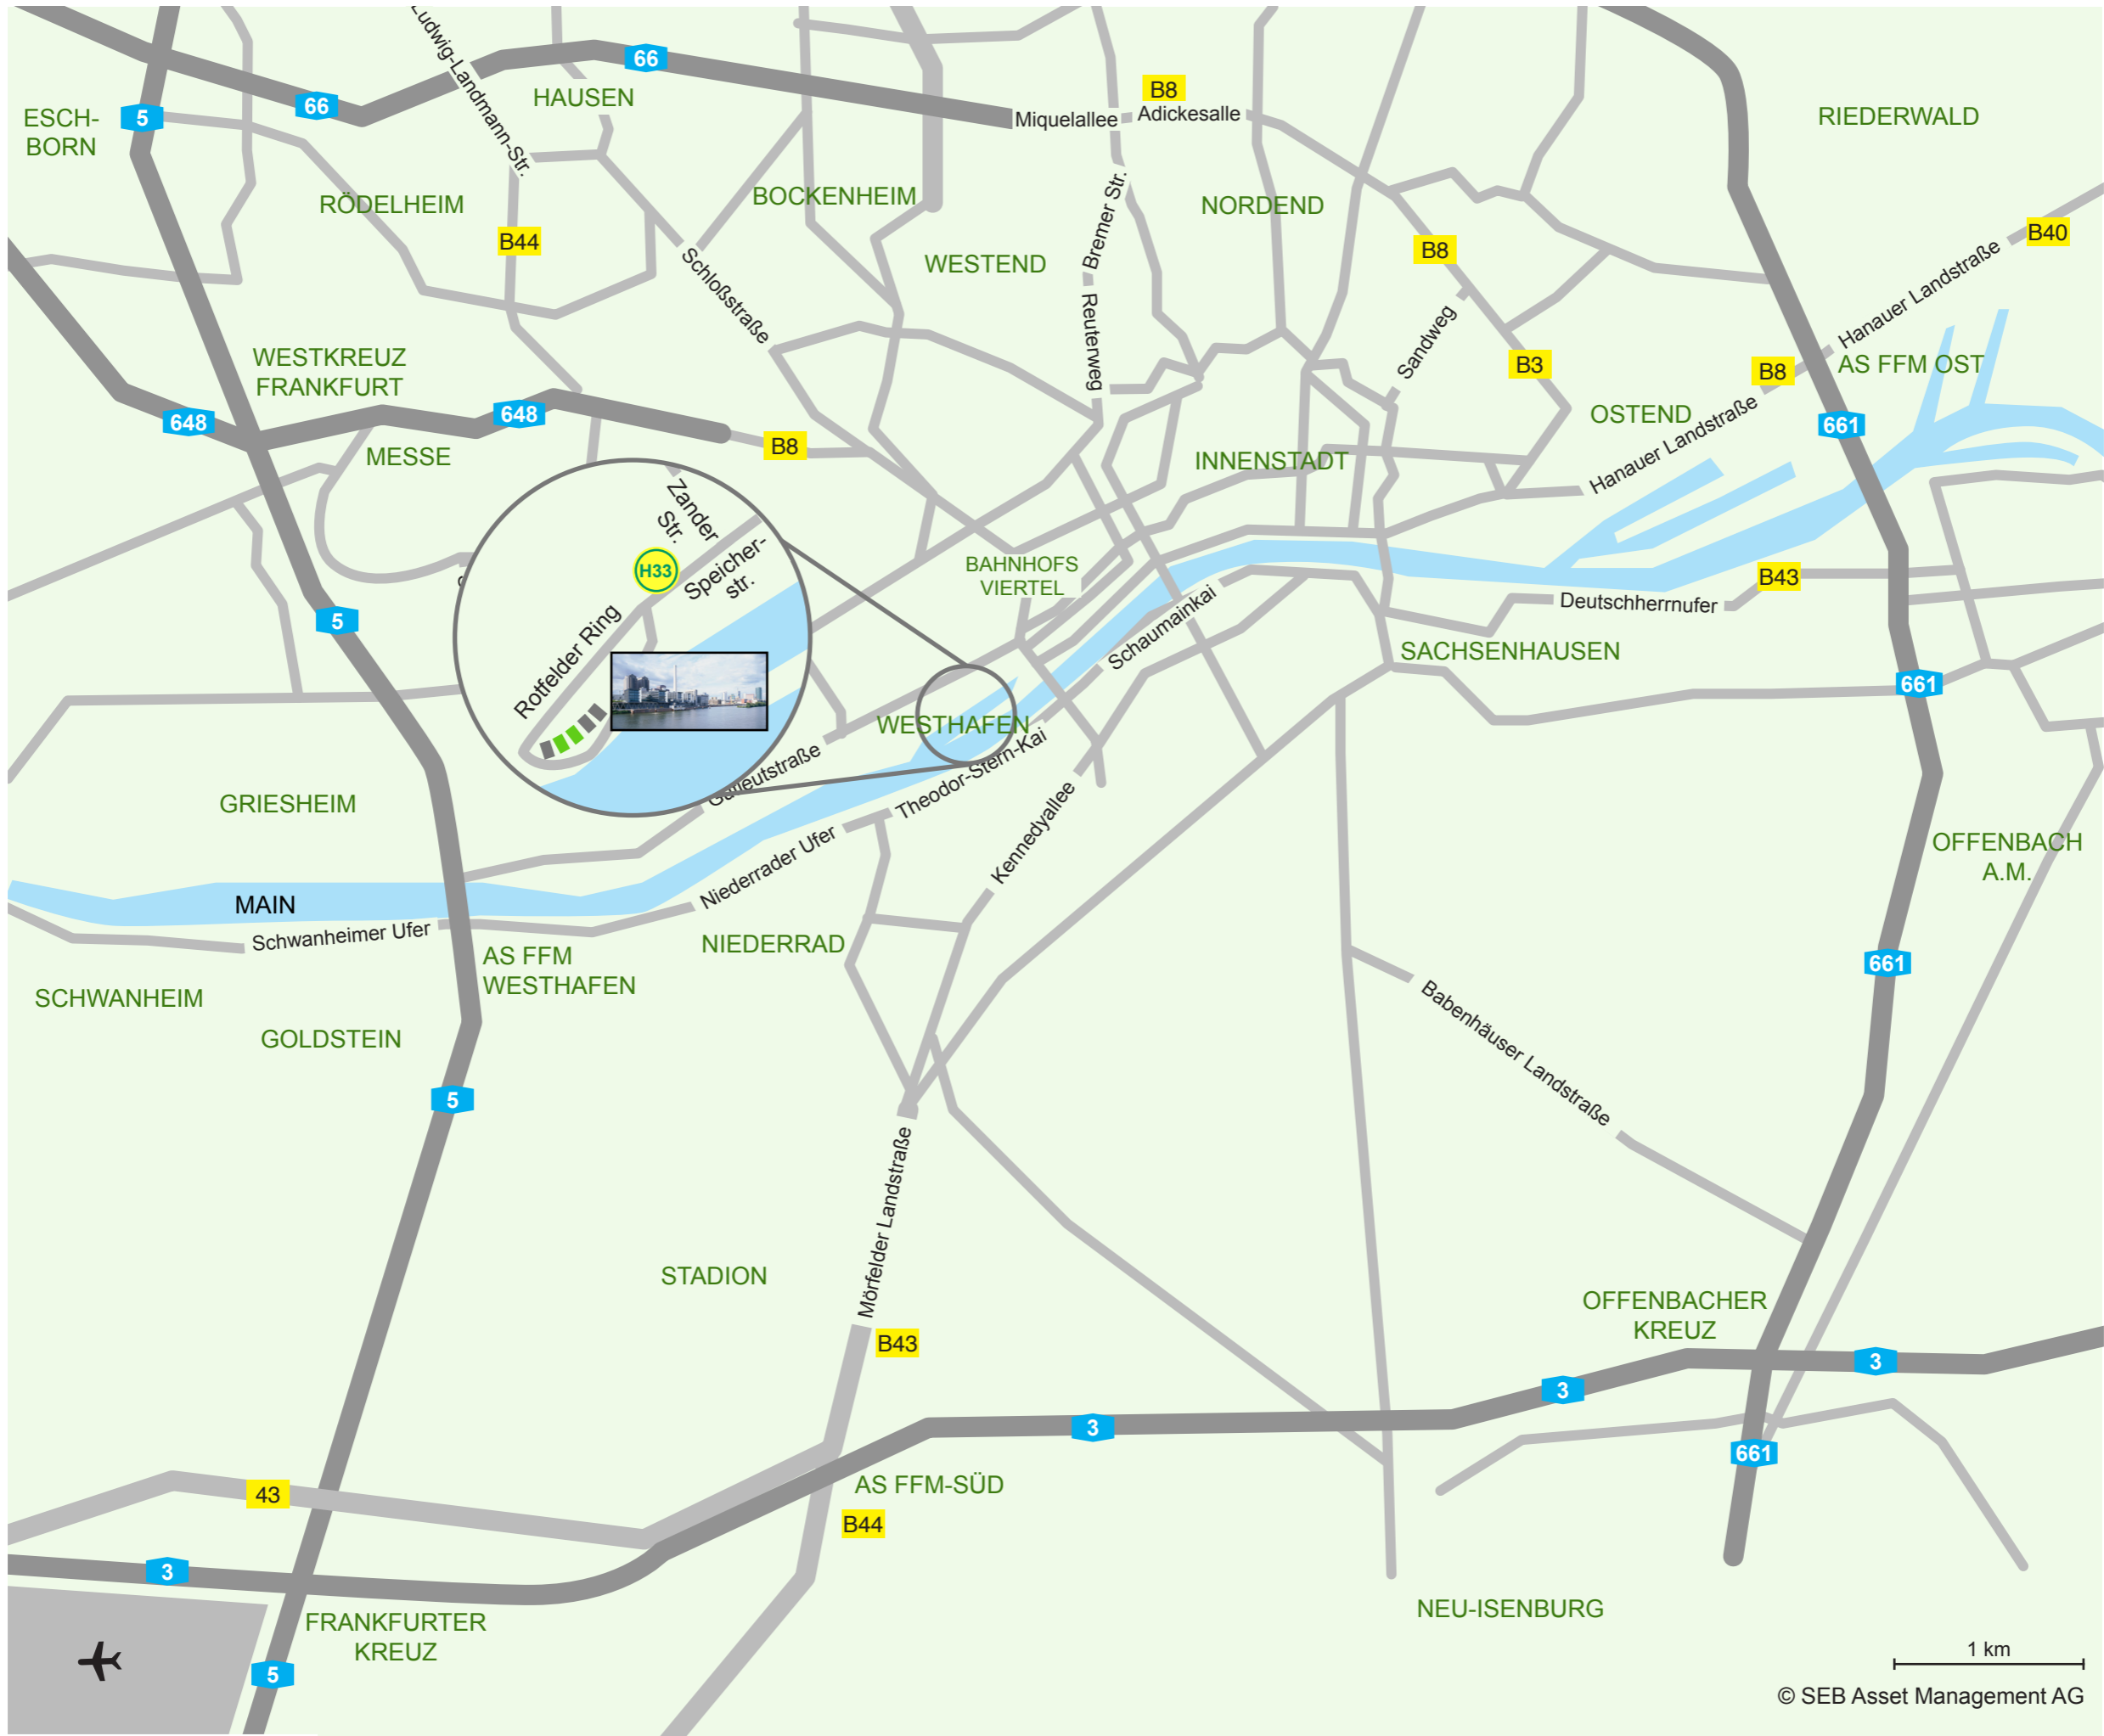 Ludwig-Landmann-Str.
66
HAUSEN
66
5
ESCH-
BORN
B8
Miquelallee
Adickesalle
RIEDERWALD
RÖDELHEIM
BOCKENHEIM
NORDEND
Bremer Str.
B44
B8
B40
Schloßstraße
WESTEND
Hanauer Landstraße
Reuterweg
Sandweg
WESTKREUZ
FRANKFURT
B3
B8
AS FFM OST
648
648
OSTEND
661
B8
MESSE
INNENSTADT
Hanauer Landstraße
Zander
Str.
H33
Speicher-
str.
Rotfelder Ring
BAHNHOFS
VIERTEL
B43
Deutschherrnufer
5
Schaumainkai
SACHSENHAUSEN
661
WESTHAFEN
Gutleutstraße
Theodor-Stern-Kai
GRIESHEIM
Kennedyallee
OFFENBACH
A.M.
Niederrader Ufer
MAIN
Schwanheimer Ufer
NIEDERRAD
AS FFM
WESTHAFEN
661
SCHWANHEIM
GOLDSTEIN
Babenhäuser Landstraße
5
Mörfelder Landstraße
STADION
OFFENBACHER
KREUZ
B43
3
3
3
661
AS FFM-SÜD
43
B44
3
FRANKFURTER
KREUZ
NEU-ISENBURG
5
1 km
© SEB Asset Management AG